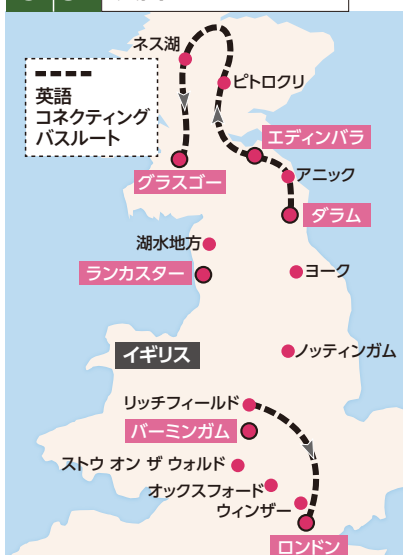 ネス湖
ピトロクリ
英語
コネクティング
バスルート
エディンバラ
アニック
グラスゴー
ダラム
湖水地方
ランカスター
ヨーク
イギリス
ノッティンガム
リッチフィールド
バーミンガム
ストウ オン ザ ウォルド
オックスフォード
ウィンザー
ロンドン